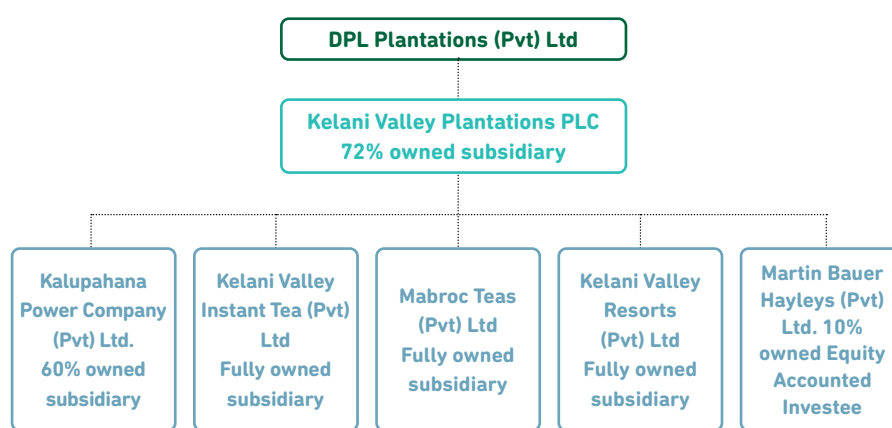 DPL Plantations (Pvt) Ltd
Kelani Valley Plantations PLC
72% owned subsidiary
Kalupahana
Power Company
(Pvt) Ltd.
60% owned
subsidiary
Kelani Valley
Instant Tea (Pvt)
Ltd
Fully owned
subsidiary
Mabroc Teas
(Pvt) Ltd
Fully owned
subsidiary
Kelani Valley
Resorts
(Pvt) Ltd
Fully owned
subsidiary
Martin Bauer
Hayleys (Pvt)
Ltd. 10%
owned Equity
Accounted
Investee